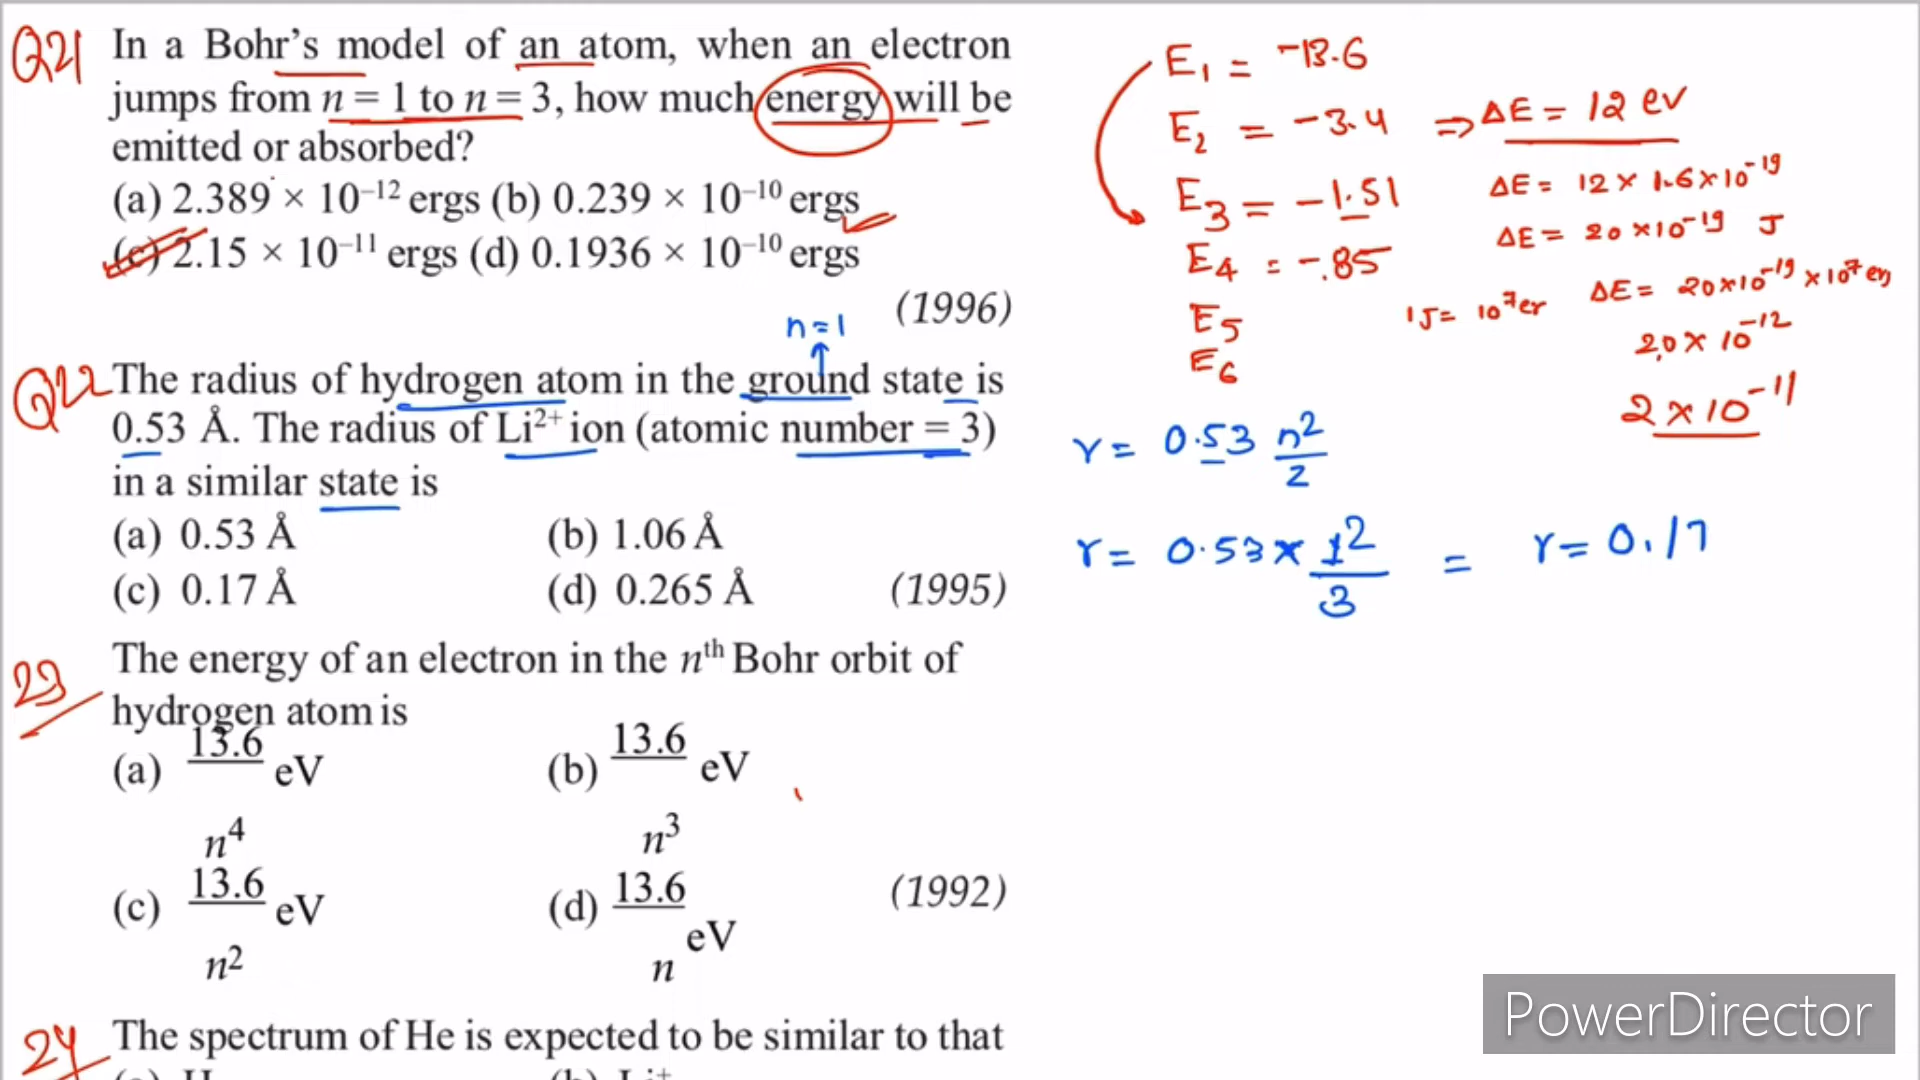 Q21 In a Bohr's model of an atom, when an electron
jumps from n = 1 to n = 3, how much energy will be
emitted or absorbed?
(a) 2.389 × 10⁻¹² ergs (b) 0.239 × 10⁻¹⁰ ergs
(c) 2.15 × 10⁻¹¹ ergs (d) 0.1936 × 10⁻¹⁰ ergs
(1996)
n=1
Q22 The radius of hydrogen atom in the ground state is
0.53 Å. The radius of Li²⁺ ion (atomic number = 3)
in a similar state is
(a) 0.53 Å (b) 1.06 Å
(c) 0.17 Å (d) 0.265 Å (1995)
23 The energy of an electron in the nᵗʰ Bohr orbit of
hydrogen atom is
(a) 13.6/n⁴ eV (b) 13.6/n³ eV
(c) 13.6/n² eV (d) 13.6/n eV (1992)
24 The spectrum of He is expected to be similar to that
(a) H (b) Li⁺
E₁ = -13.6
E₂ = -3.4 ⇒ ΔE = 12 ev
E₃ = -1.51
E₄ = -.85
E₅
E₆
ΔE = 12 × 1.6×10⁻¹⁹
ΔE = 20 ×10⁻¹⁹ J
1J = 10⁷er ΔE = 20×10⁻¹⁹ ×10⁷
20 × 10⁻¹²
2 × 10⁻¹¹
r = 0.53 n²/z
r = 0.53 × 1²/3 = r = 0.17
PowerDirector